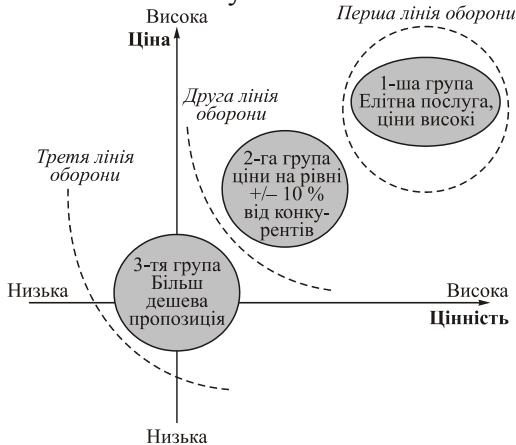 Висока
Ціна
Перша лінія оборони
1-ша група
Елітна послуга,
ціни високі
Друга лінія
оборони
2-га група
ціни на рівні
+/– 10 %
від конку-
рентів
Третя лінія
оборони
3-тя група
Більш
дешева
пропозиція
Низька
Висока
Цінність
Низька